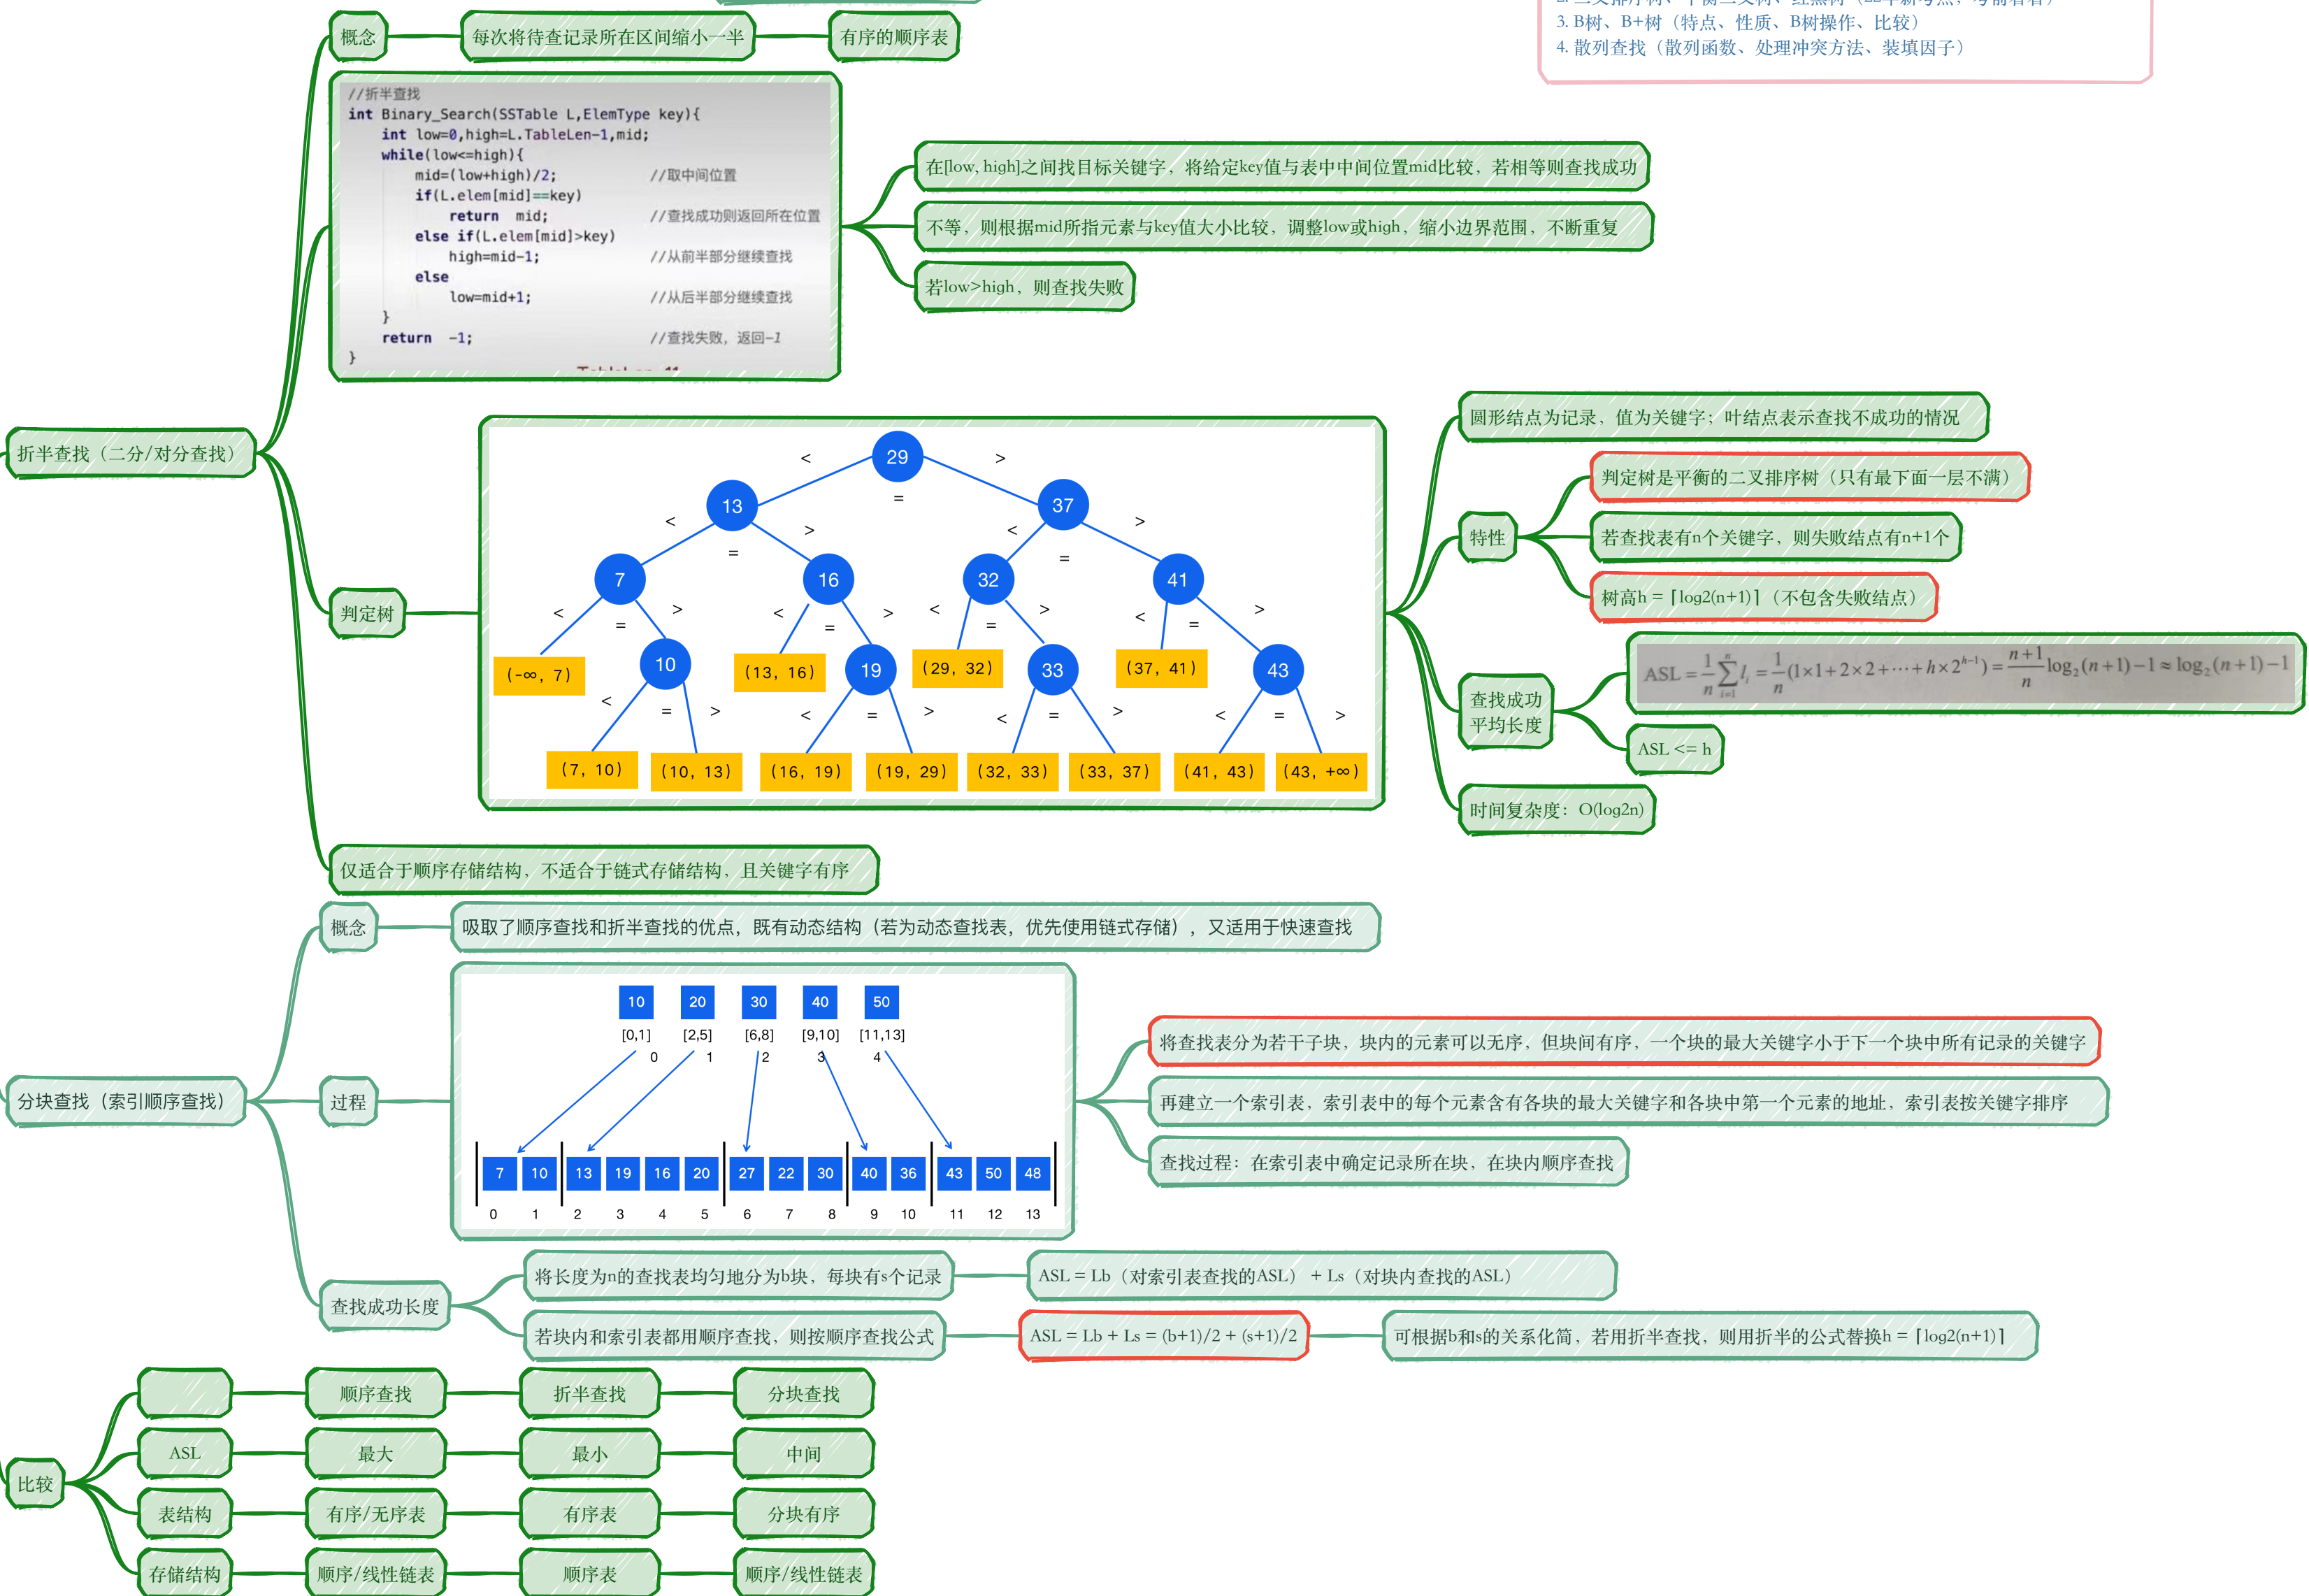 3. B树、B+树（特点、性质、B树操作、比较）
4. 散列查找（散列函数、处理冲突方法、装填因子）
折半查找（二分/对分查找）
概念
每次将待查记录所在区间缩小一半
有序的顺序表
//折半查找
int Binary_Search(SSTable L,ElemType key){
int low=0,high=L.TableLen-1,mid;
while(low<=high){
mid=(low+high)/2; //取中间位置
if(L.elem[mid]==key)
return mid; //查找成功则返回所在位置
else if(L.elem[mid]>key)
high=mid-1; //从前半部分继续查找
else
low=mid+1; //从后半部分继续查找
}
return -1; //查找失败，返回-1
}
在[low, high]之间找目标关键字，将给定key值与表中中间位置mid比较，若相等则查找成功
不等，则根据mid所指元素与key值大小比较，调整low或high，缩小边界范围，不断重复
若low>high，则查找失败
判定树
< 29 >
=
13 37
< > < >
= =
7 16 32 41
< > < > < > < >
= = = =
(-∞, 7) 10 (13, 16) 19 (29, 32) 33 (37, 41) 43
< = > < = > < = > < = >
(7, 10) (10, 13) (16, 19) (19, 29) (32, 33) (33, 37) (41, 43) (43, +∞)
圆形结点为记录，值为关键字；叶结点表示查找不成功的情况
特性
判定树是平衡的二叉排序树（只有最下面一层不满）
若查找表有n个关键字，则失败结点有n+1个
树高h = ⌈log2(n+1)⌉（不包含失败结点）
查找成功
平均长度
ASL = 1/n ∑_{i=1}^{n} l_i = 1/n (1×1+2×2+⋯+h×2^{h-1}) = (n+1)/n log₂(n+1)−1 ≈ log₂(n+1)−1
ASL <= h
时间复杂度：O(log2n)
仅适合于顺序存储结构，不适合于链式存储结构，且关键字有序
分块查找（索引顺序查找）
概念
吸取了顺序查找和折半查找的优点，既有动态结构（若为动态查找表，优先使用链式存储），又适用于快速查找
过程
10 20 30 40 50
[0,1] [2,5] [6,8] [9,10] [11,13]
0 1 2 3 4
7 10 13 19 16 20 27 22 30 40 36 43 50 48
0 1 2 3 4 5 6 7 8 9 10 11 12 13
将查找表分为若干子块，块内的元素可以无序，但块间有序，一个块的最大关键字小于下一个块中所有记录的关键字
再建立一个索引表，索引表中的每个元素含有各块的最大关键字和各块中第一个元素的地址，索引表按关键字排序
查找过程：在索引表中确定记录所在块，在块内顺序查找
查找成功长度
将长度为n的查找表均匀地分为b块，每块有s个记录
ASL = Lb（对索引表查找的ASL）+ Ls（对块内查找的ASL）
若块内和索引表都用顺序查找，则按顺序查找公式
ASL = Lb + Ls = (b+1)/2 + (s+1)/2
可根据b和s的关系化简，若用折半查找，则用折半的公式替换h = ⌈log2(n+1)⌉
比较
顺序查找 折半查找 分块查找
ASL 最大 最小 中间
表结构 有序/无序表 有序表 分块有序
存储结构 顺序/线性链表 顺序表 顺序/线性链表